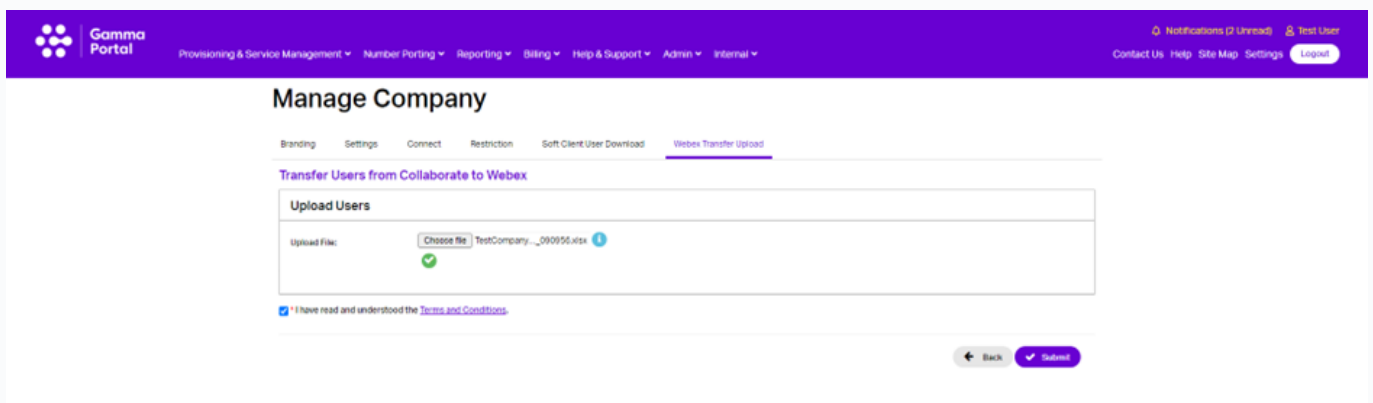 Gamma
Portal
Provisioning & Service Management Number Porting Reporting Billing Help & Support Admin Internal
Notifications (2 Unread) Test User
Contact Us Help Site Map Settings Logout
Manage Company
Branding Settings Connect Restriction Soft Client User Download Webex Transfer Upload
Transfer Users from Collaborate to Webex
Upload Users
Upload File: Choose file TestCompany..._090956.xlsx
* I have read and understood the Terms and Conditions.
Back Submit